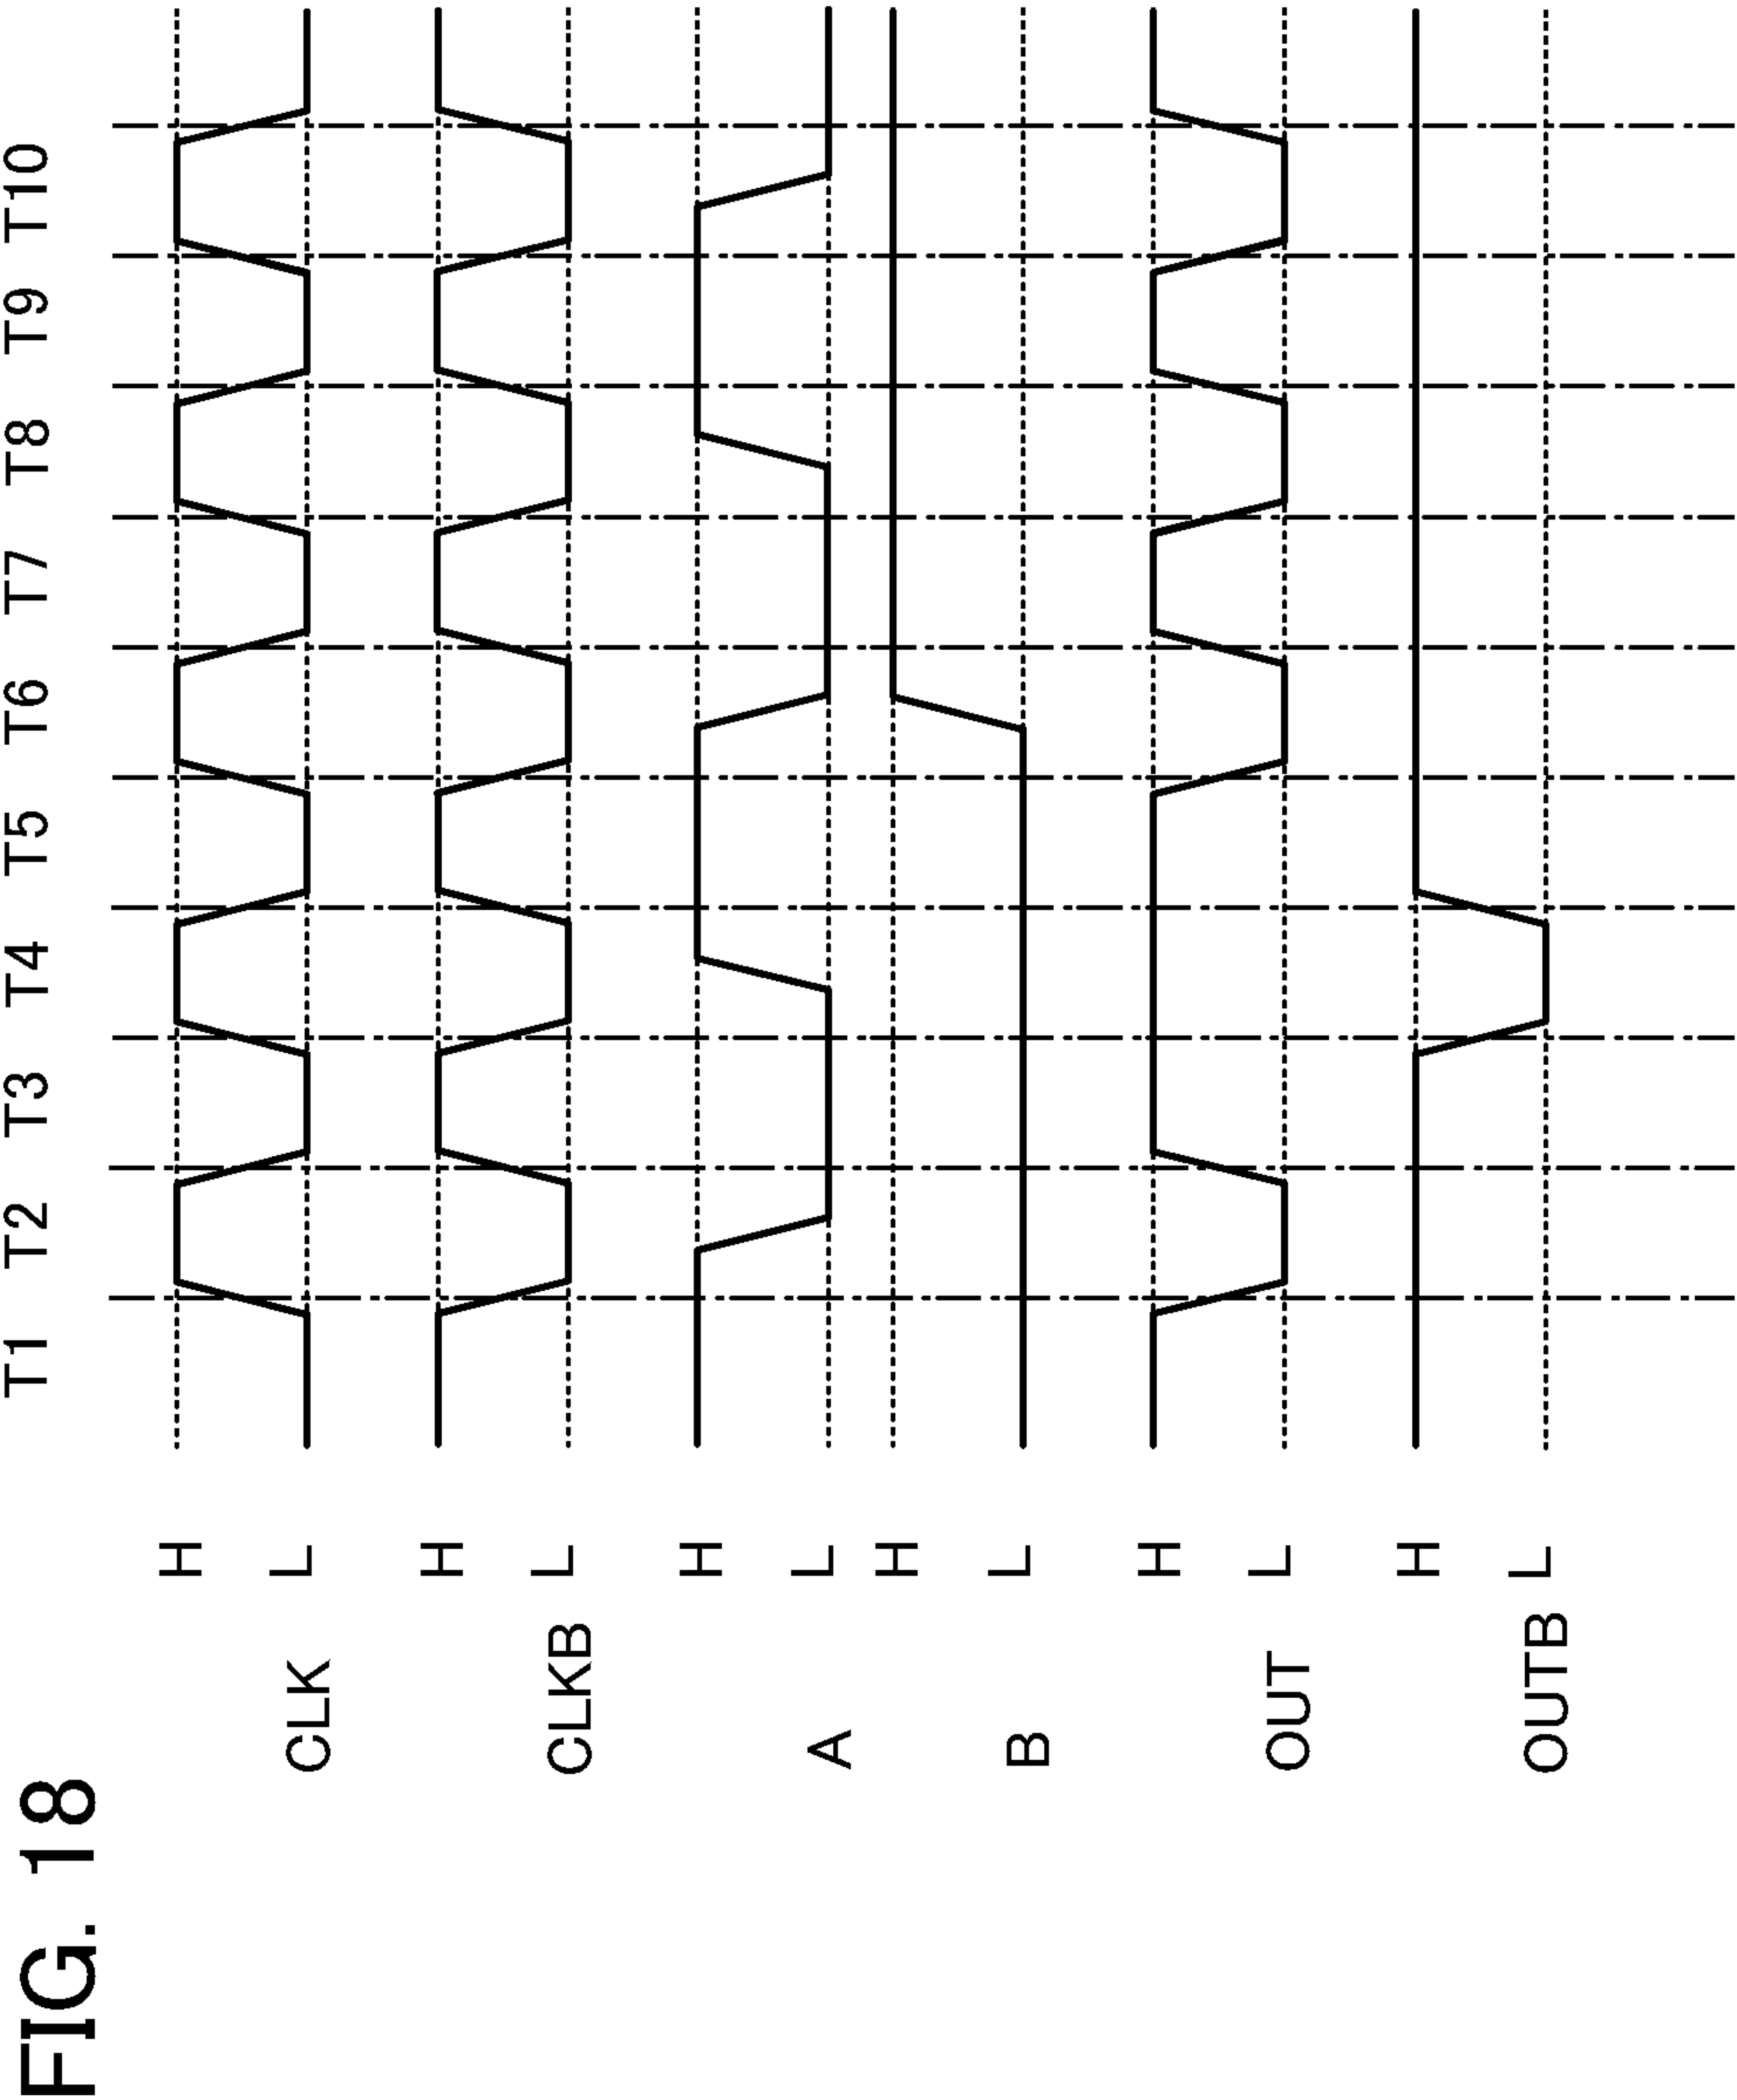 FIG. 18
T1 T2 T3 T4 T5 T6 T7 T8 T9 T10
H
CLK L
H
CLKB L
H
A L
H
B L
H
OUT L
H
OUTB L